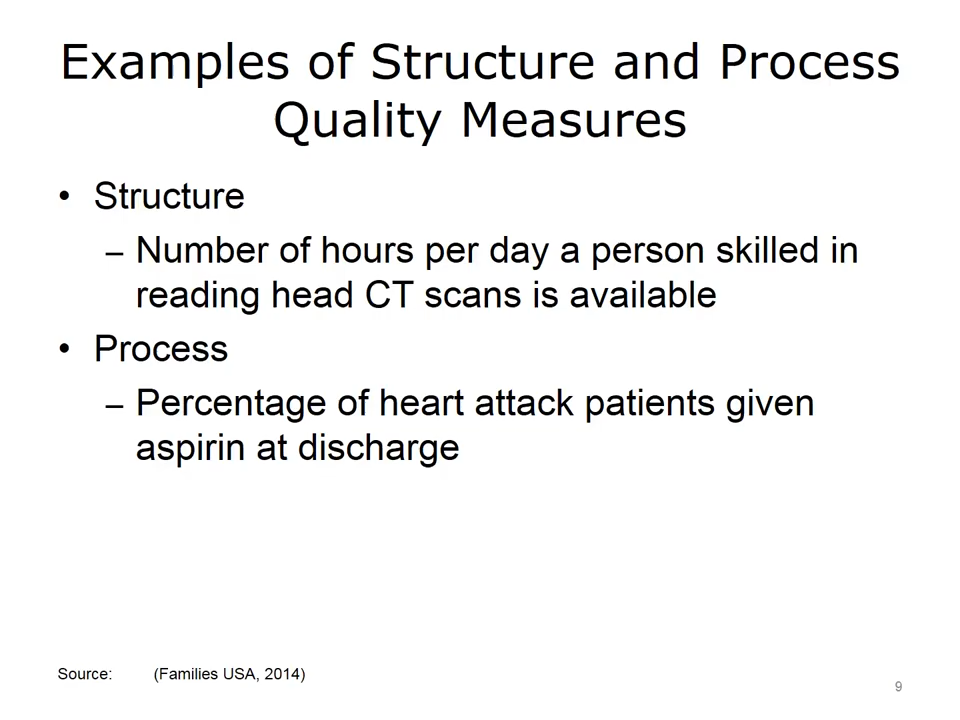 Examples of Structure and Process
Quality Measures
• Structure
– Number of hours per day a person skilled in
reading head CT scans is available
• Process
– Percentage of heart attack patients given
aspirin at discharge
Source: (Families USA, 2014)
9